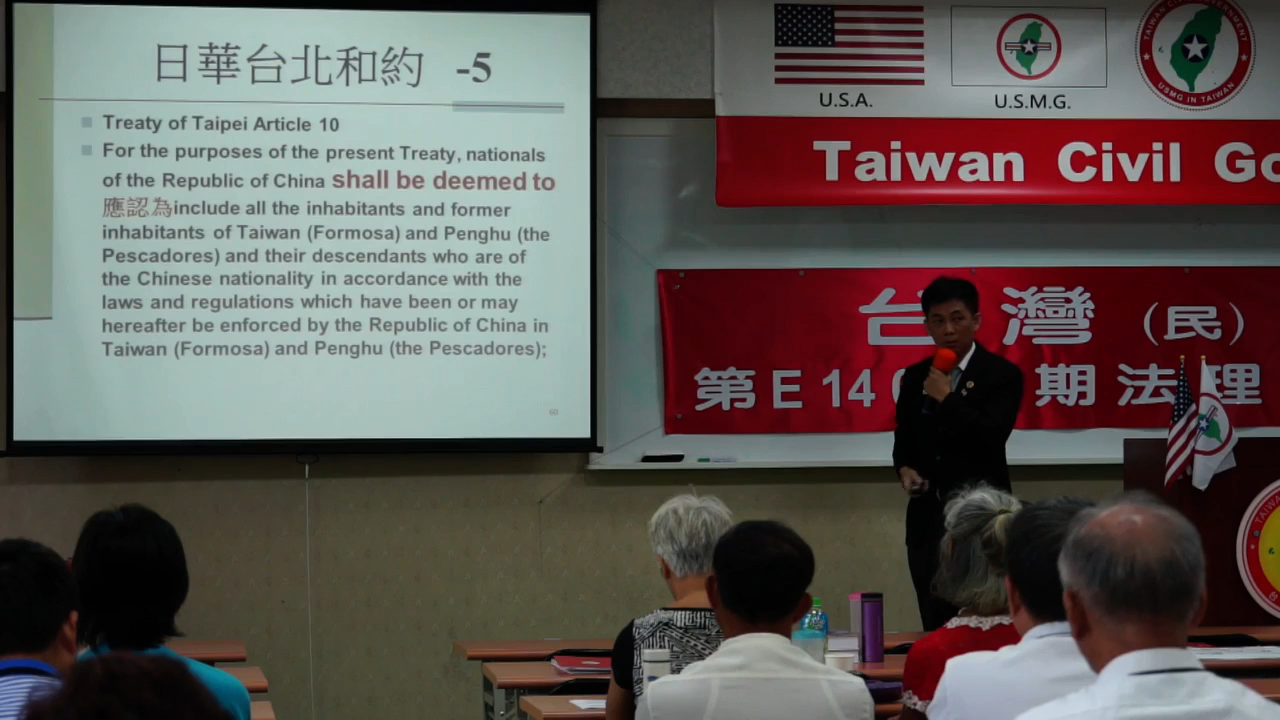 日華台北和約 -5
Treaty of Taipei Article 10
For the purposes of the present Treaty, nationals
of the Republic of China shall be deemed to
應認為include all the inhabitants and former
inhabitants of Taiwan (Formosa) and Penghu (the
Pescadores) and their descendants who are of
the Chinese nationality in accordance with the
laws and regulations which have been or may
hereafter be enforced by the Republic of China in
Taiwan (Formosa) and Penghu (the Pescadores);
60
U.S.A.
U.S.M.G.
USMG IN TAIWAN
Taiwan Civil Go
台灣(民)
第E 14 期法理